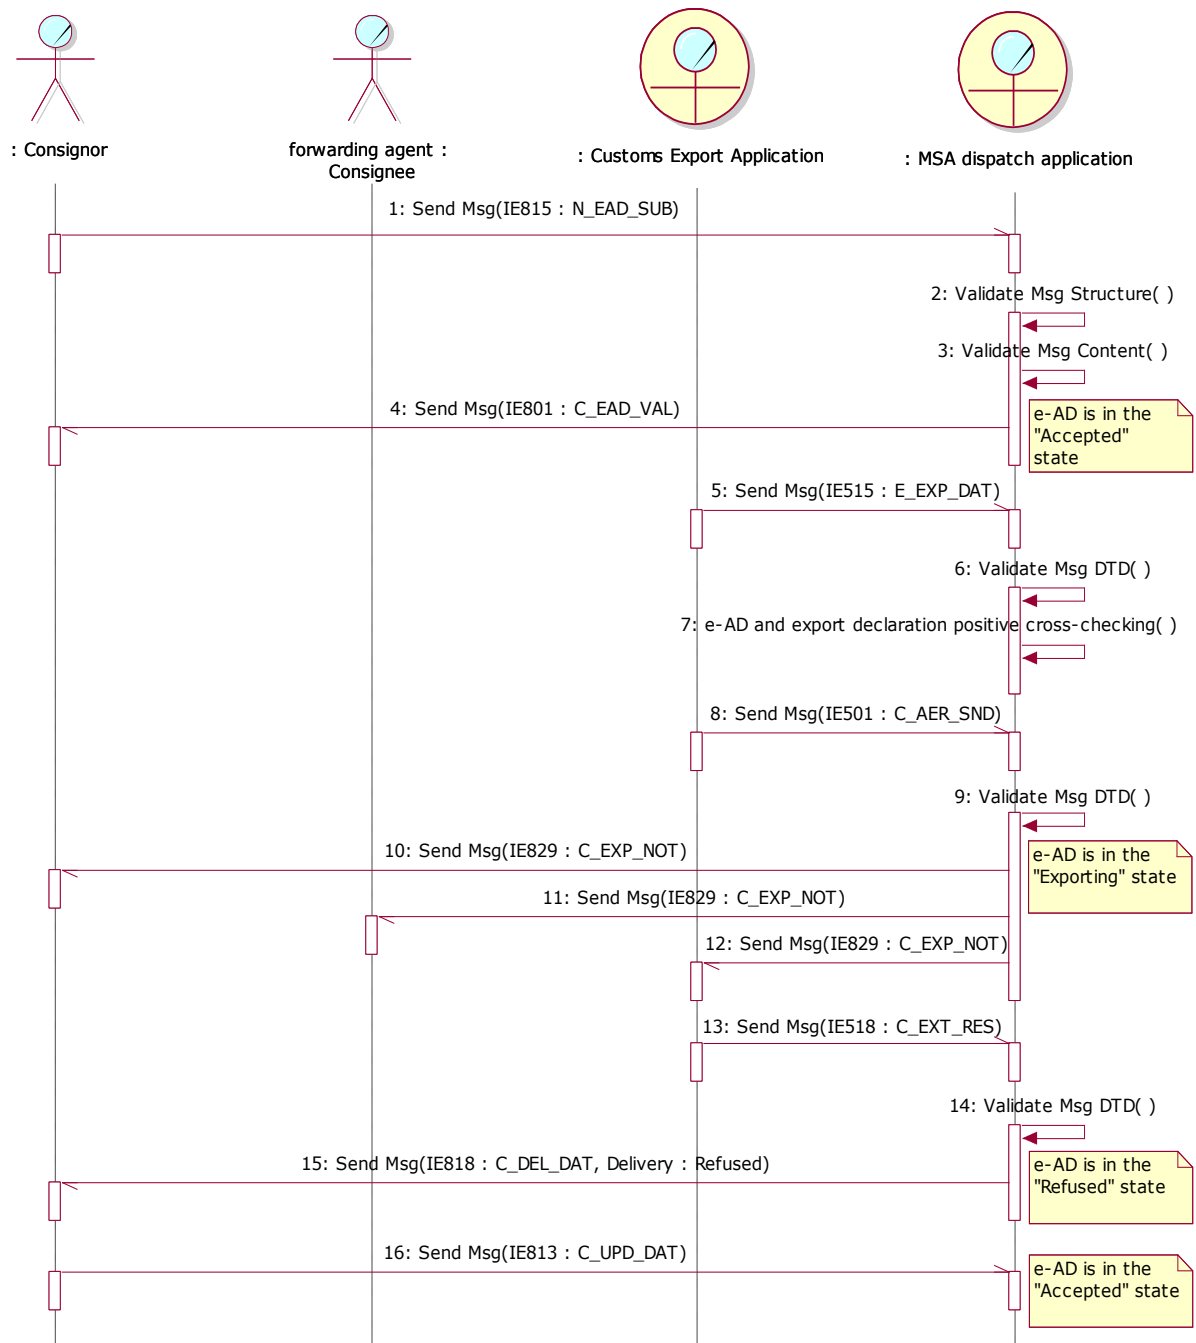 : Consignor
forwarding agent :
Consignee
: Customs Export Application
: MSA dispatch application
1: Send Msg(IE815 : N_EAD_SUB)
2: Validate Msg Structure( )
3: Validate Msg Content( )
4: Send Msg(IE801 : C_EAD_VAL)
e-AD is in the
"Accepted"
state
5: Send Msg(IE515 : E_EXP_DAT)
6: Validate Msg DTD( )
7: e-AD and export declaration positive cross-checking( )
8: Send Msg(IE501 : C_AER_SND)
9: Validate Msg DTD( )
10: Send Msg(IE829 : C_EXP_NOT)
e-AD is in the
"Exporting" state
11: Send Msg(IE829 : C_EXP_NOT)
12: Send Msg(IE829 : C_EXP_NOT)
13: Send Msg(IE518 : C_EXT_RES)
14: Validate Msg DTD( )
15: Send Msg(IE818 : C_DEL_DAT, Delivery : Refused)
e-AD is in the
"Refused" state
16: Send Msg(IE813 : C_UPD_DAT)
e-AD is in the
"Accepted" state